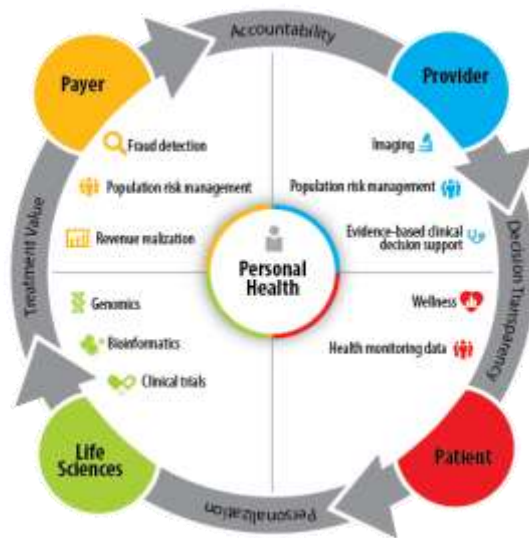 Accountability
Payer
Provider
Fraud detection
Imaging
Population risk management
Population risk management
Revenue malization
Evidence-based clinical
decision support
Treatment Value
Decision Transparency
Personal
Health
Genomics
Wellness
Bioinformatics
Health monitoring data
Clinical trials
Life
Sciences
Patient
Personalization